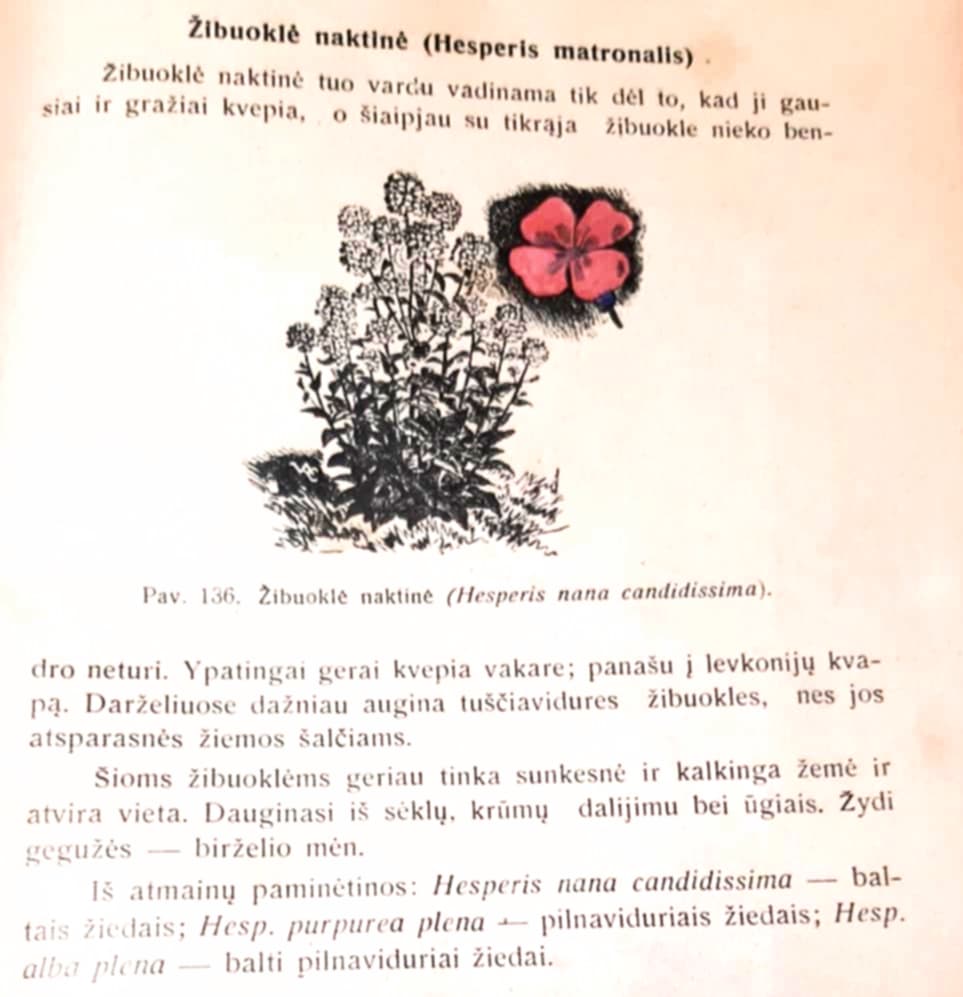 Žibuoklė naktinė (Hesperis matronalis)
Žibuoklė naktinė tuo vardu vadinama tik dėl to, kad ji gau-
siai ir gražiai kvepia, o šiaipjau su tikrąja žibuokle nieko ben-
Pav. 136. Žibuoklė naktinė (Hesperis nana candidissima).
dro neturi. Ypatingai gerai kvepia vakare; panašu į levkonijų kva-
pą. Darželiuose dažniau augina tuščiavidures žibuokles, nes jos
atsparasnės žiemos šalčiams.
Šioms žibuoklėms geriau tinka sunkesnė ir kalkinga žemė ir
atvira vieta. Dauginasi iš sėklų, krūmų dalijimu bei ūgiais. Žydi
gegužės — birželio mėn.
Iš atmainų paminėtinos: Hesperis nana candidissima — bal-
tais žiedais; Hesp. purpurea plena — pilnaviduriais žiedais; Hesp.
alba plena — balti pilnaviduriai žiedai.